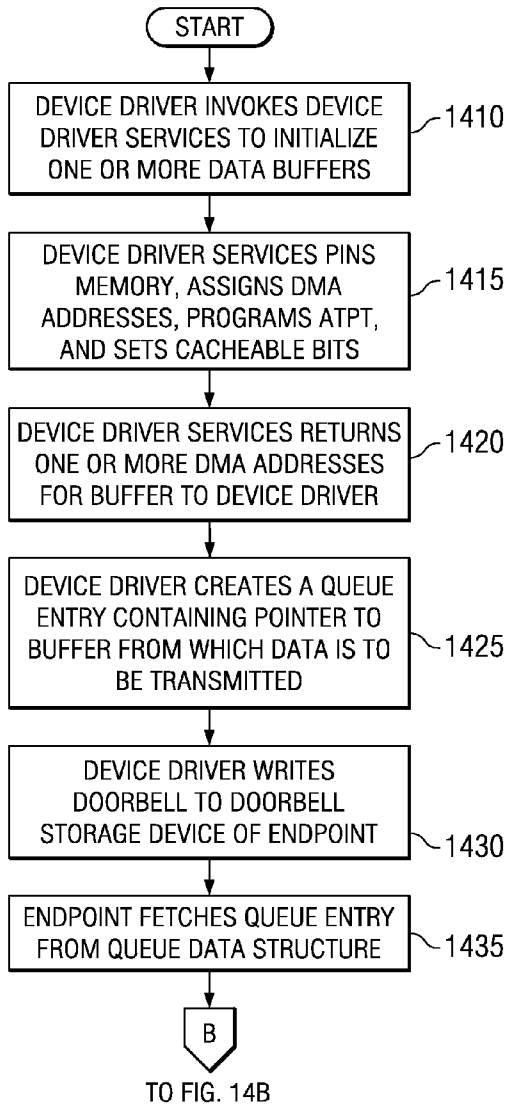 START
DEVICE DRIVER INVOKES DEVICE
DRIVER SERVICES TO INITIALIZE
ONE OR MORE DATA BUFFERS
1410
DEVICE DRIVER SERVICES PINS
MEMORY, ASSIGNS DMA
ADDRESSES, PROGRAMS ATPT,
AND SETS CACHEABLE BITS
1415
DEVICE DRIVER SERVICES RETURNS
ONE OR MORE DMA ADDRESSES
FOR BUFFER TO DEVICE DRIVER
1420
DEVICE DRIVER CREATES A QUEUE
ENTRY CONTAINING POINTER TO
BUFFER FROM WHICH DATA IS TO
BE TRANSMITTED
1425
DEVICE DRIVER WRITES
DOORBELL TO DOORBELL
STORAGE DEVICE OF ENDPOINT
1430
ENDPOINT FETCHES QUEUE ENTRY
FROM QUEUE DATA STRUCTURE
1435
B
TO FIG. 14B